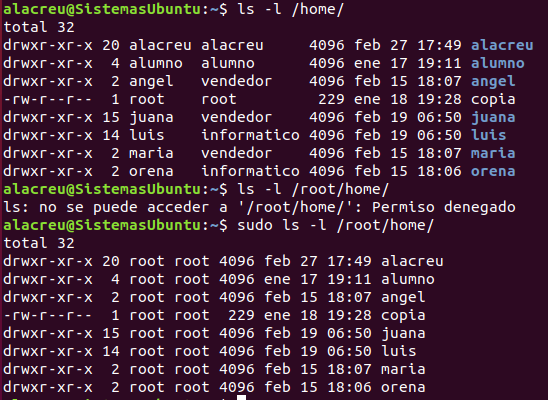 alacreu@SistemasUbuntu:~$ ls -l /home/
total 32
drwxr-xr-x 20 alacreu alacreu     4096 feb 27 17:49 alacreu
drwxr-xr-x  4 alumno  alumno      4096 ene 17 19:11 alumno
drwxr-xr-x  2 angel   vendedor    4096 feb 15 18:07 angel
-rw-r--r--  1 root    root         229 ene 18 19:28 copia
drwxr-xr-x 15 juana   vendedor    4096 feb 19 06:50 juana
drwxr-xr-x 14 luis    informatico 4096 feb 19 06:50 luis
drwxr-xr-x  2 maria   vendedor    4096 feb 15 18:07 maria
drwxr-xr-x  2 orena   informatico 4096 feb 15 18:06 orena
alacreu@SistemasUbuntu:~$ ls -l /root/home/
ls: no se puede acceder a '/root/home/': Permiso denegado
alacreu@SistemasUbuntu:~$ sudo ls -l /root/home/
total 32
drwxr-xr-x 20 root root 4096 feb 27 17:49 alacreu
drwxr-xr-x  4 root root 4096 ene 17 19:11 alumno
drwxr-xr-x  2 root root 4096 feb 15 18:07 angel
-rw-r--r--  1 root root  229 ene 18 19:28 copia
drwxr-xr-x 15 root root 4096 feb 19 06:50 juana
drwxr-xr-x 14 root root 4096 feb 19 06:50 luis
drwxr-xr-x  2 root root 4096 feb 15 18:07 maria
drwxr-xr-x  2 root root 4096 feb 15 18:06 orena